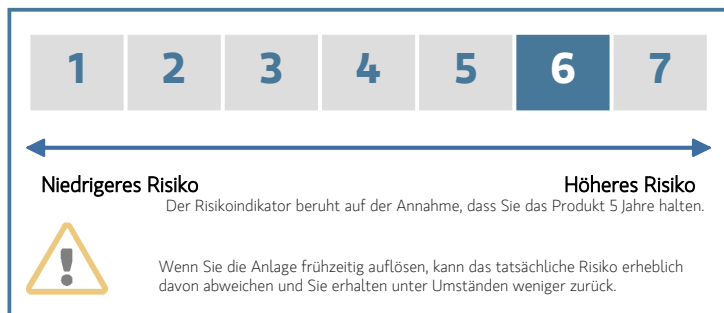 1 2 3 4 5 6 7
Niedrigeres Risiko Höheres Risiko
Der Risikoindikator beruht auf der Annahme, dass Sie das Produkt 5 Jahre halten.
!
Wenn Sie die Anlage frühzeitig auflösen, kann das tatsächliche Risiko erheblich
davon abweichen und Sie erhalten unter Umständen weniger zurück.